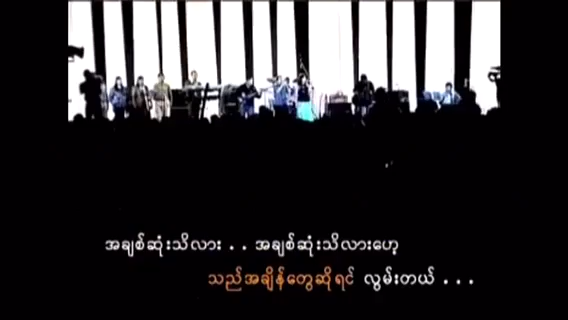 အချစ်ဆုံးသိလား . . အချစ်ဆုံးသိလားဟေ့
သည်အချိန်တွေဆိုရင် လွမ်းတယ် . . .